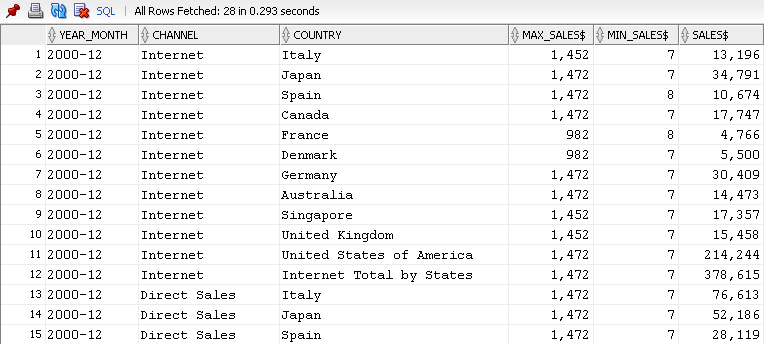 SQL | All Rows Fetched: 28 in 0.293 seconds
YEAR_MONTH CHANNEL COUNTRY MAX_SALES$ MIN_SALES$ SALES$
1 2000-12 Internet Italy 1,452 7 13,196
2 2000-12 Internet Japan 1,472 7 34,791
3 2000-12 Internet Spain 1,472 8 10,674
4 2000-12 Internet Canada 1,472 7 17,747
5 2000-12 Internet France 982 8 4,766
6 2000-12 Internet Denmark 982 7 5,500
7 2000-12 Internet Germany 1,472 7 30,409
8 2000-12 Internet Australia 1,472 7 14,473
9 2000-12 Internet Singapore 1,452 7 17,357
10 2000-12 Internet United Kingdom 1,452 7 15,458
11 2000-12 Internet United States of America 1,472 7 214,244
12 2000-12 Internet Internet Total by States 1,472 7 378,615
13 2000-12 Direct Sales Italy 1,472 7 76,613
14 2000-12 Direct Sales Japan 1,472 7 52,186
15 2000-12 Direct Sales Spain 1,472 7 28,119